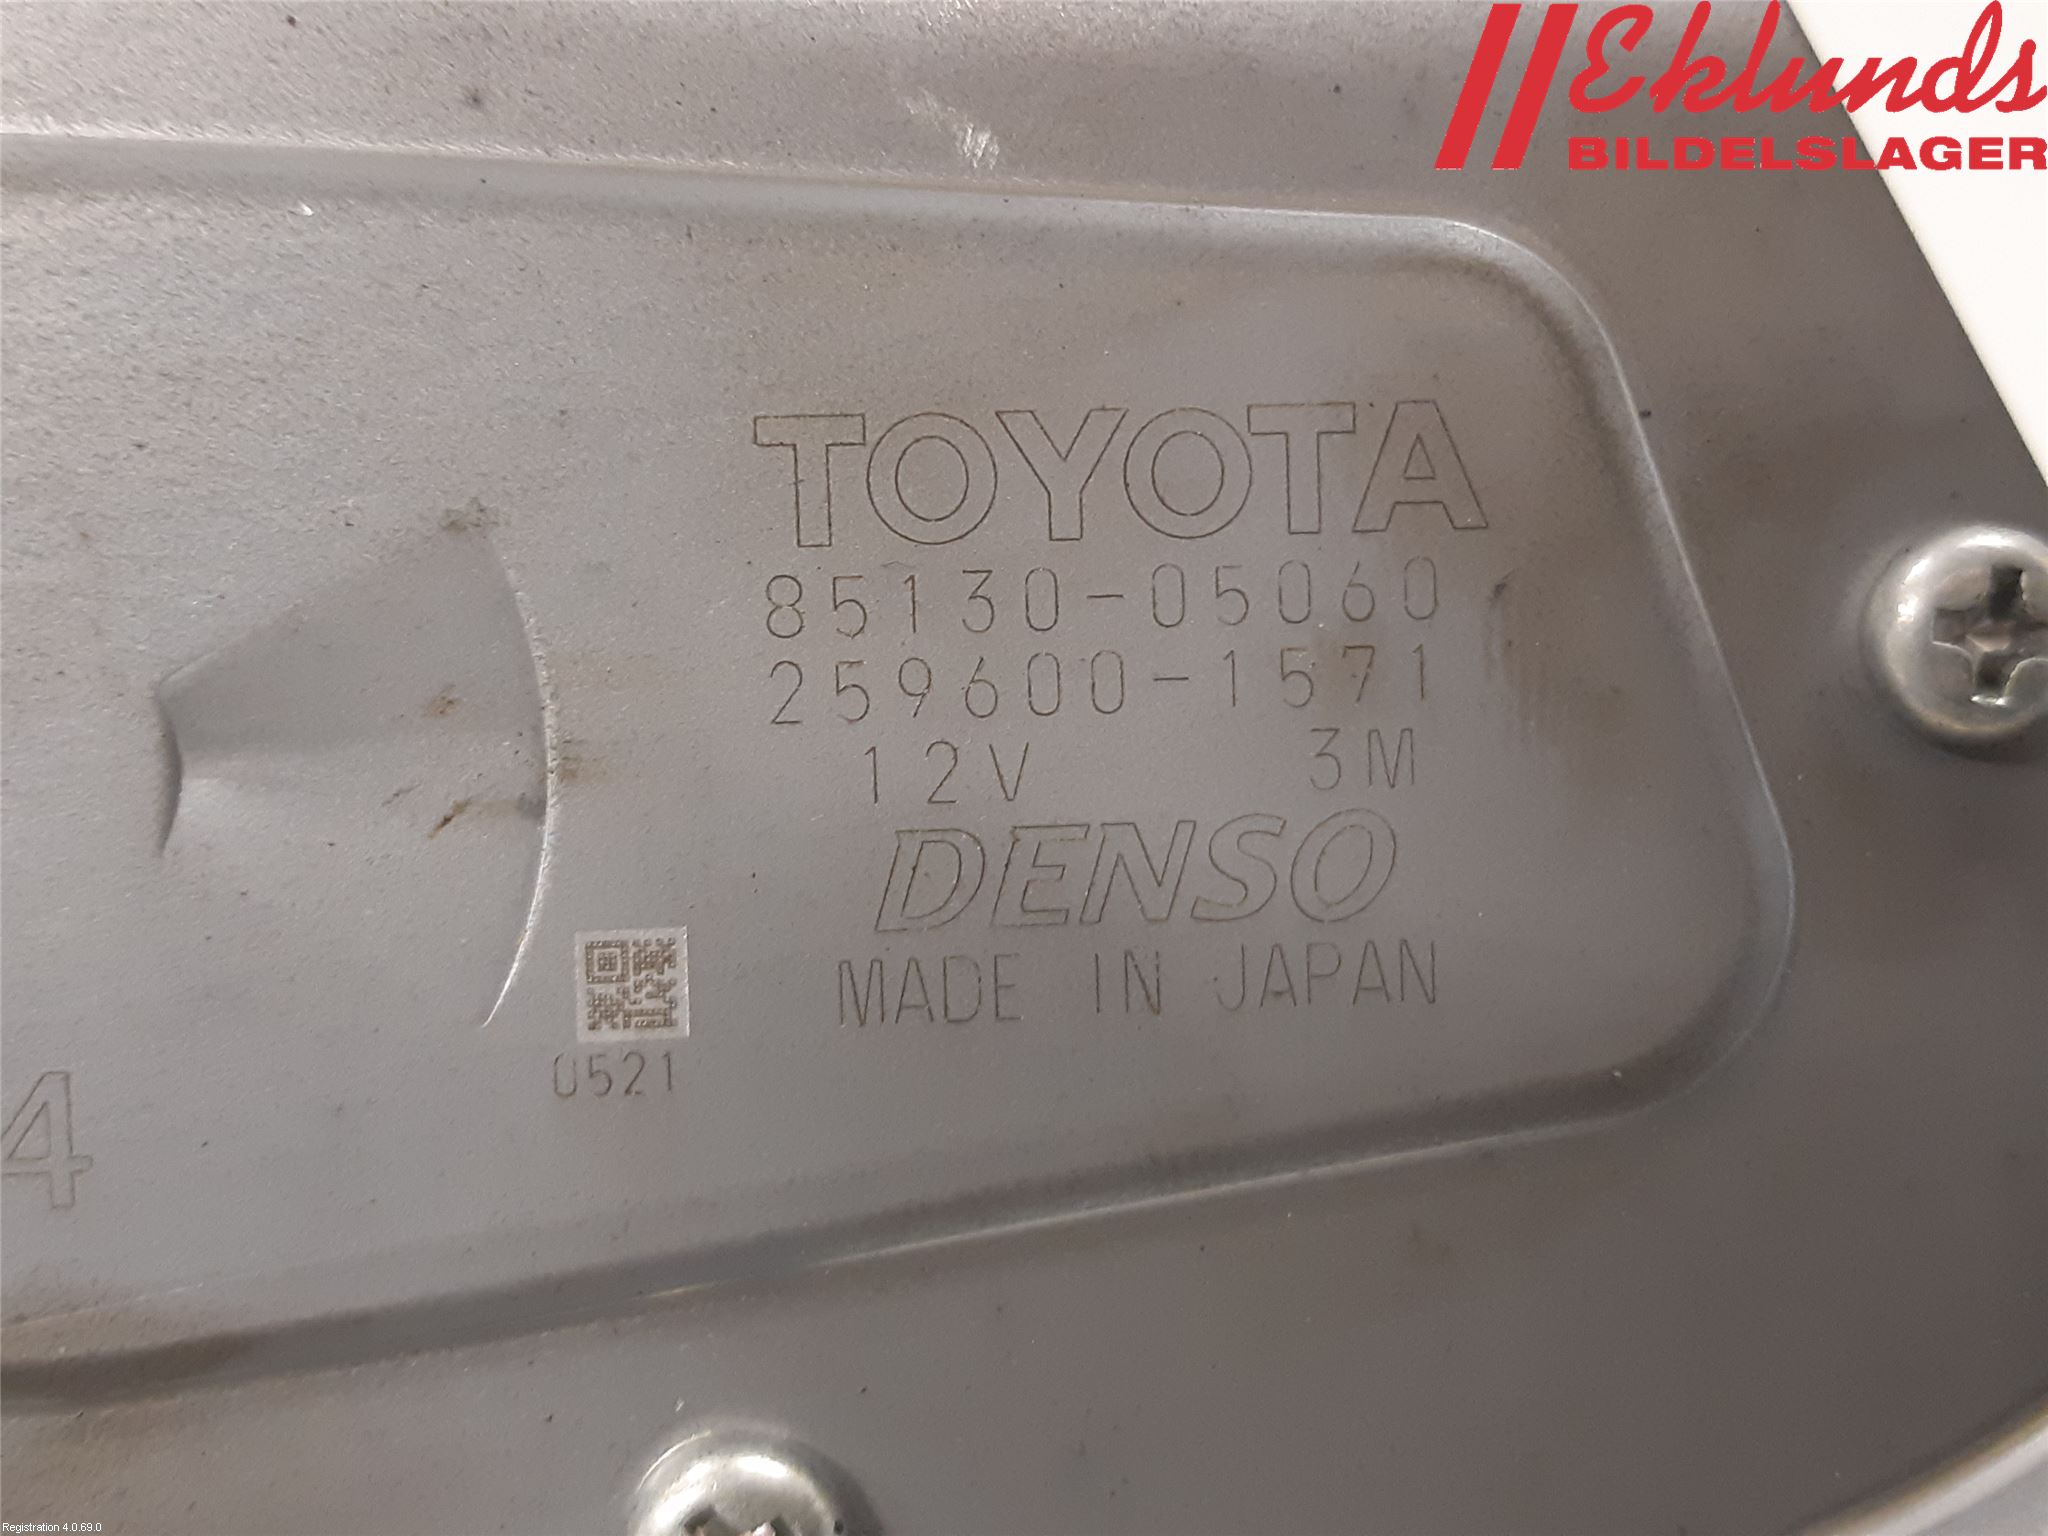 Eklunds
BILDELSLAGER
TOYOTA
85130-05060
259600-1571
12V 3M
DENSO
MADE IN JAPAN
0521
4
Registration 4.0.69.0